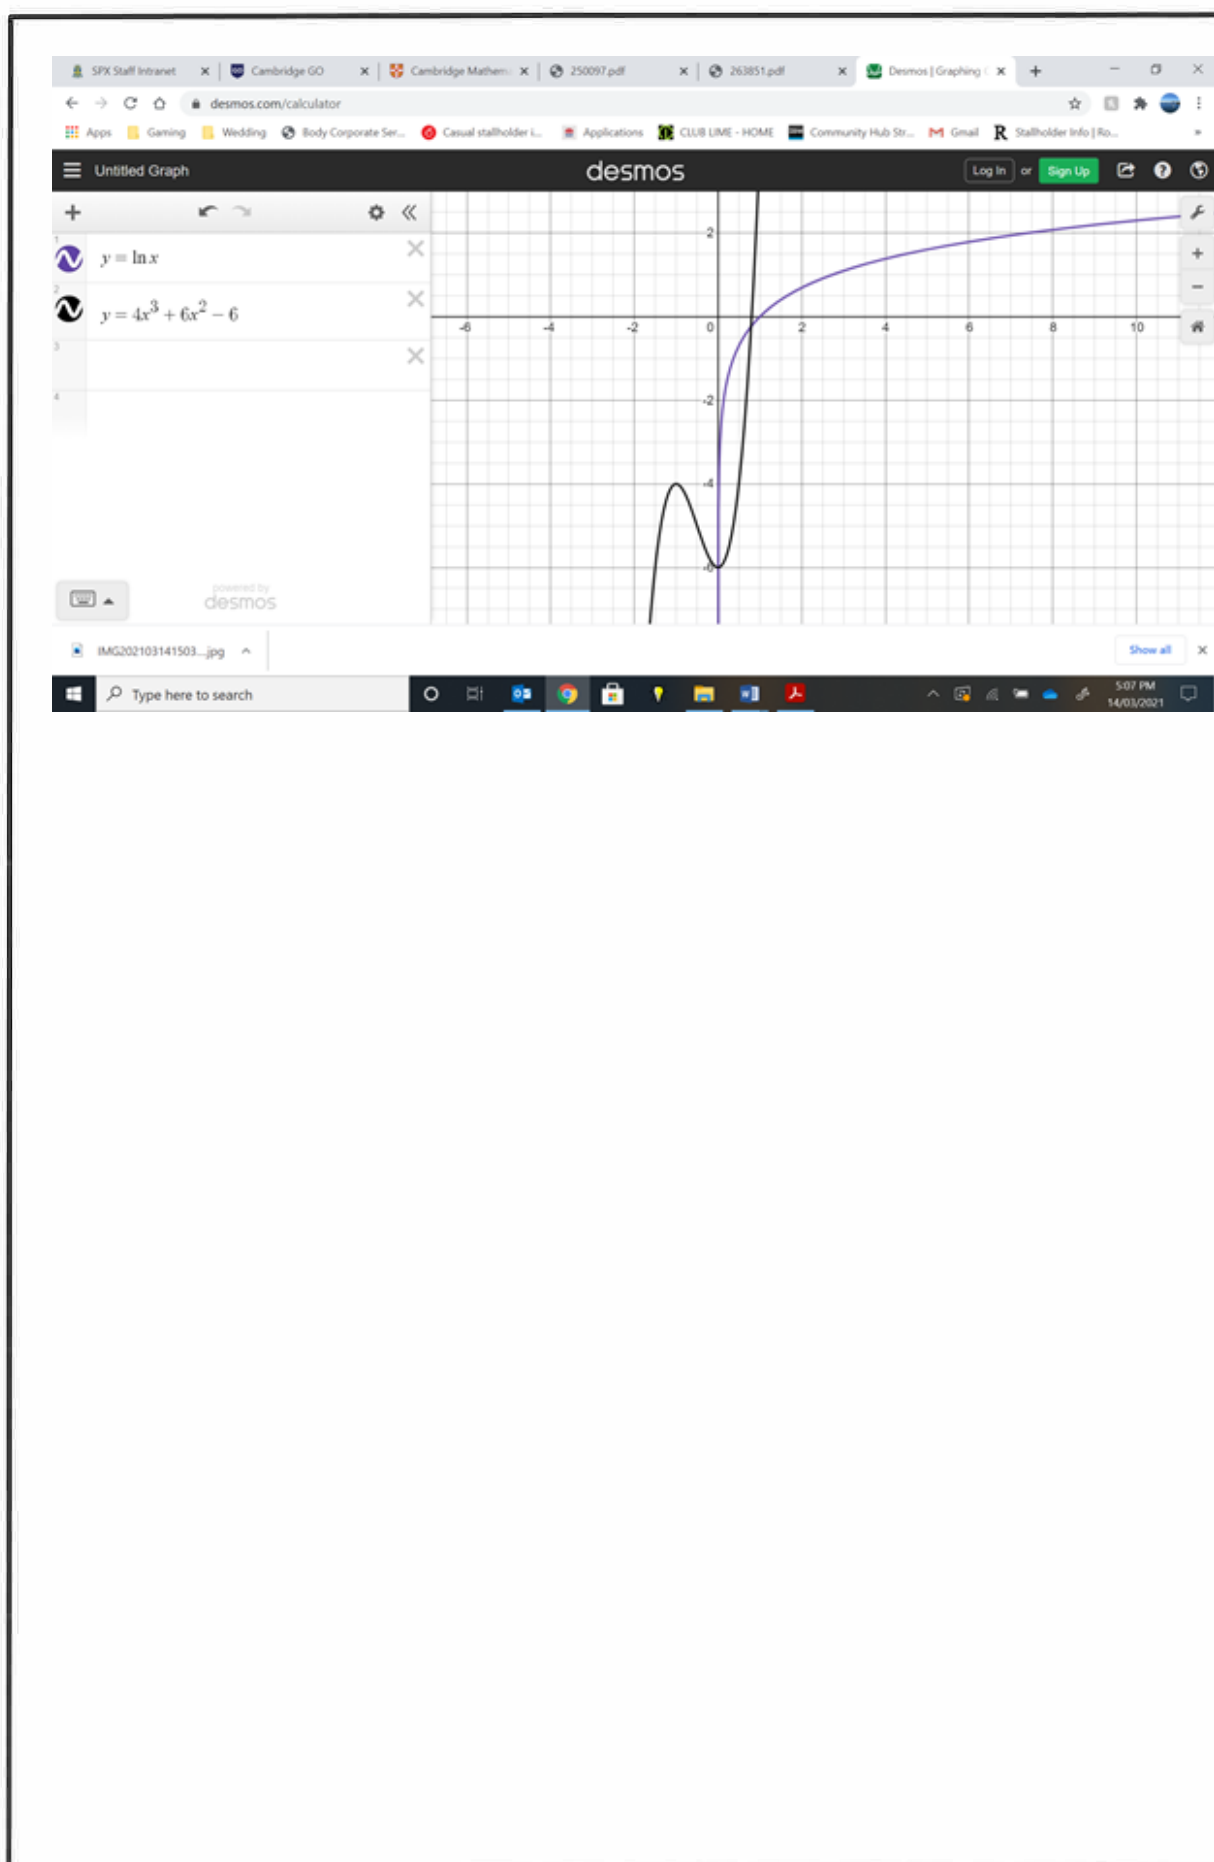 SPX Staff Intranet Cambridge GO Cambridge Mathem 250097.pdf 263851.pdf Desmos | Graphing C
desmos.com/calculator
Apps Gaming Wedding Body Corporate Ser... Casual stallholder i... Applications CLUB LIME - HOME Community Hub Str... Gmail R Stallholder Info | Ro... »
Untitled Graph desmos Log In or Sign Up
1
y = ln x
2
y = 4x³ + 6x² − 6
3
4
2
-6 -4 -2 0 2 4 6 8 10
-2
-4
-6
powered by
desmos
IMG202103141503...jpg Show all
Type here to search
5:07 PM
14/03/2021